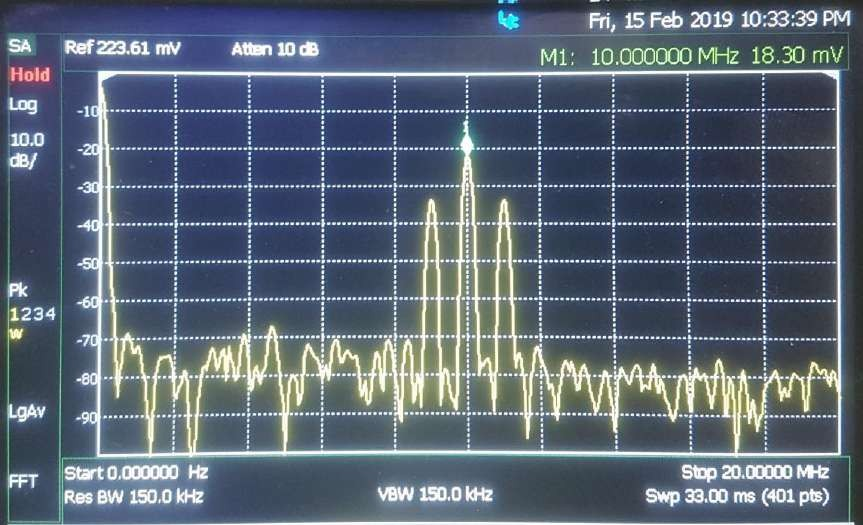 Fri, 15 Feb 2019 10:33:39 PM
SA
Ref 223.61 mV
Atten 10 dB
M1: 10.000000 MHz 18.30 mV
Hold
Log
10.0
dB/
-10
-20
-30
-40
-50
-60
-70
-80
-90
1
Pk
1234
W
LgAv
FFT
Start 0.000000 Hz
Stop 20.00000 MHz
Res BW 150.0 kHz
VBW 150.0 kHz
Swp 33.00 ms (401 pts)